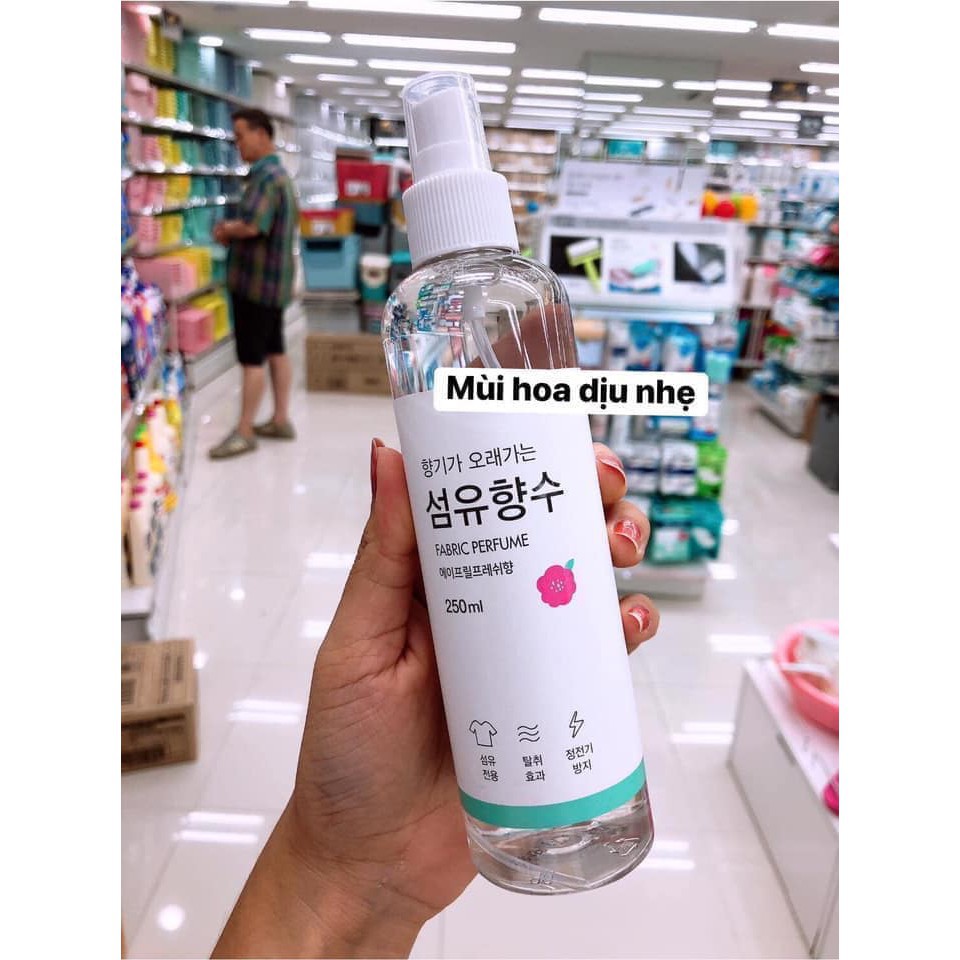 Mùi hoa dịu nhẹ
향기가 오래가는
섬유향수
FABRIC PERFUME
에이프릴프레쉬향
250ml
섬유
전용
탈취
효과
정전기
방지